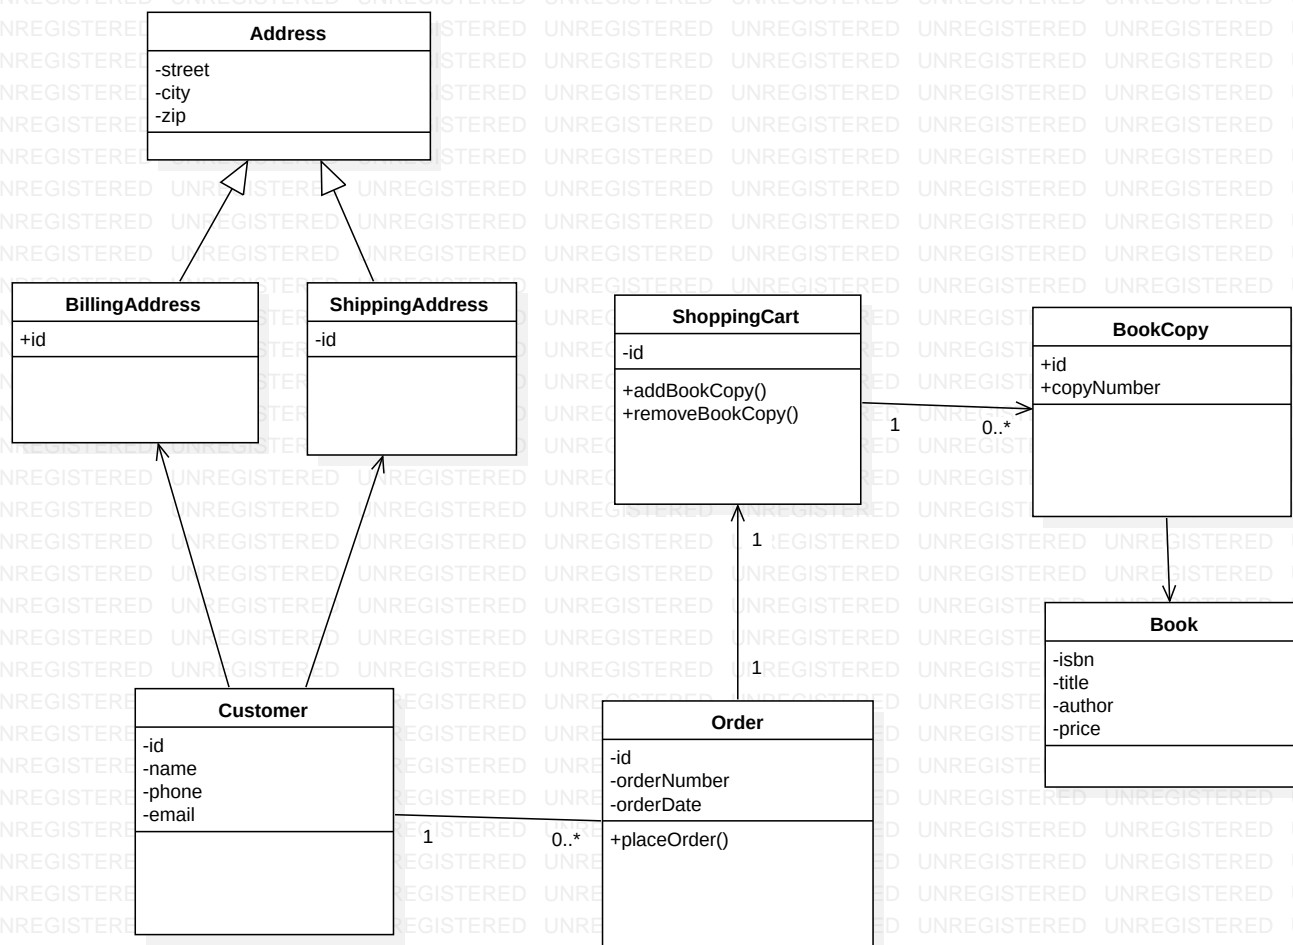 Address
-street
-city
-zip
BillingAddress
+id
ShippingAddress
-id
ShoppingCart
-id
+addBookCopy()
+removeBookCopy()
BookCopy
+id
+copyNumber
1
0..*
1
1
Book
-isbn
-title
-author
-price
Customer
-id
-name
-phone
-email
1
0..*
Order
-id
-orderNumber
-orderDate
+placeOrder()
UNREGISTERED